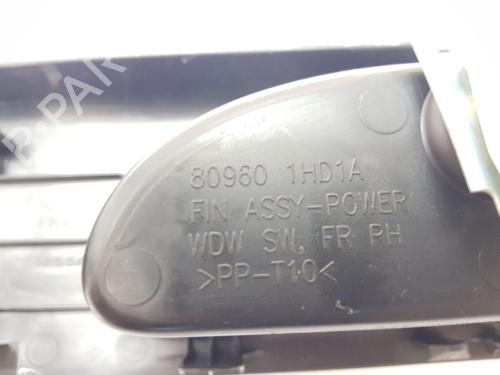 80960 1HD1A
FIN ASSY-POWER
WDW SW, FR RH
>PP-T10<